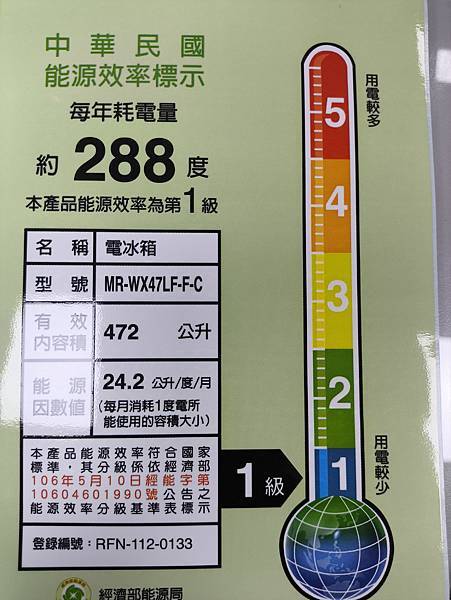 中華民國
能源效率標示
每年耗電量
約 288 度
本產品能源效率為第1級
名稱 電冰箱
型號 MR-WX47LF-F-C
有效內容積 472 公升
能源因數值 24.2 公升/度/月
(每月消耗1度電所
能使用的容積大小)
本產品能源效率符合國家
標準，其分級係依經濟部
106年5月10日經能字第
10604601990號公告之
能源效率分級基準表標示
登錄編號：RFN-112-0133
經濟部能源局
用電較多
5
4
3
2
1
用電較少
1級